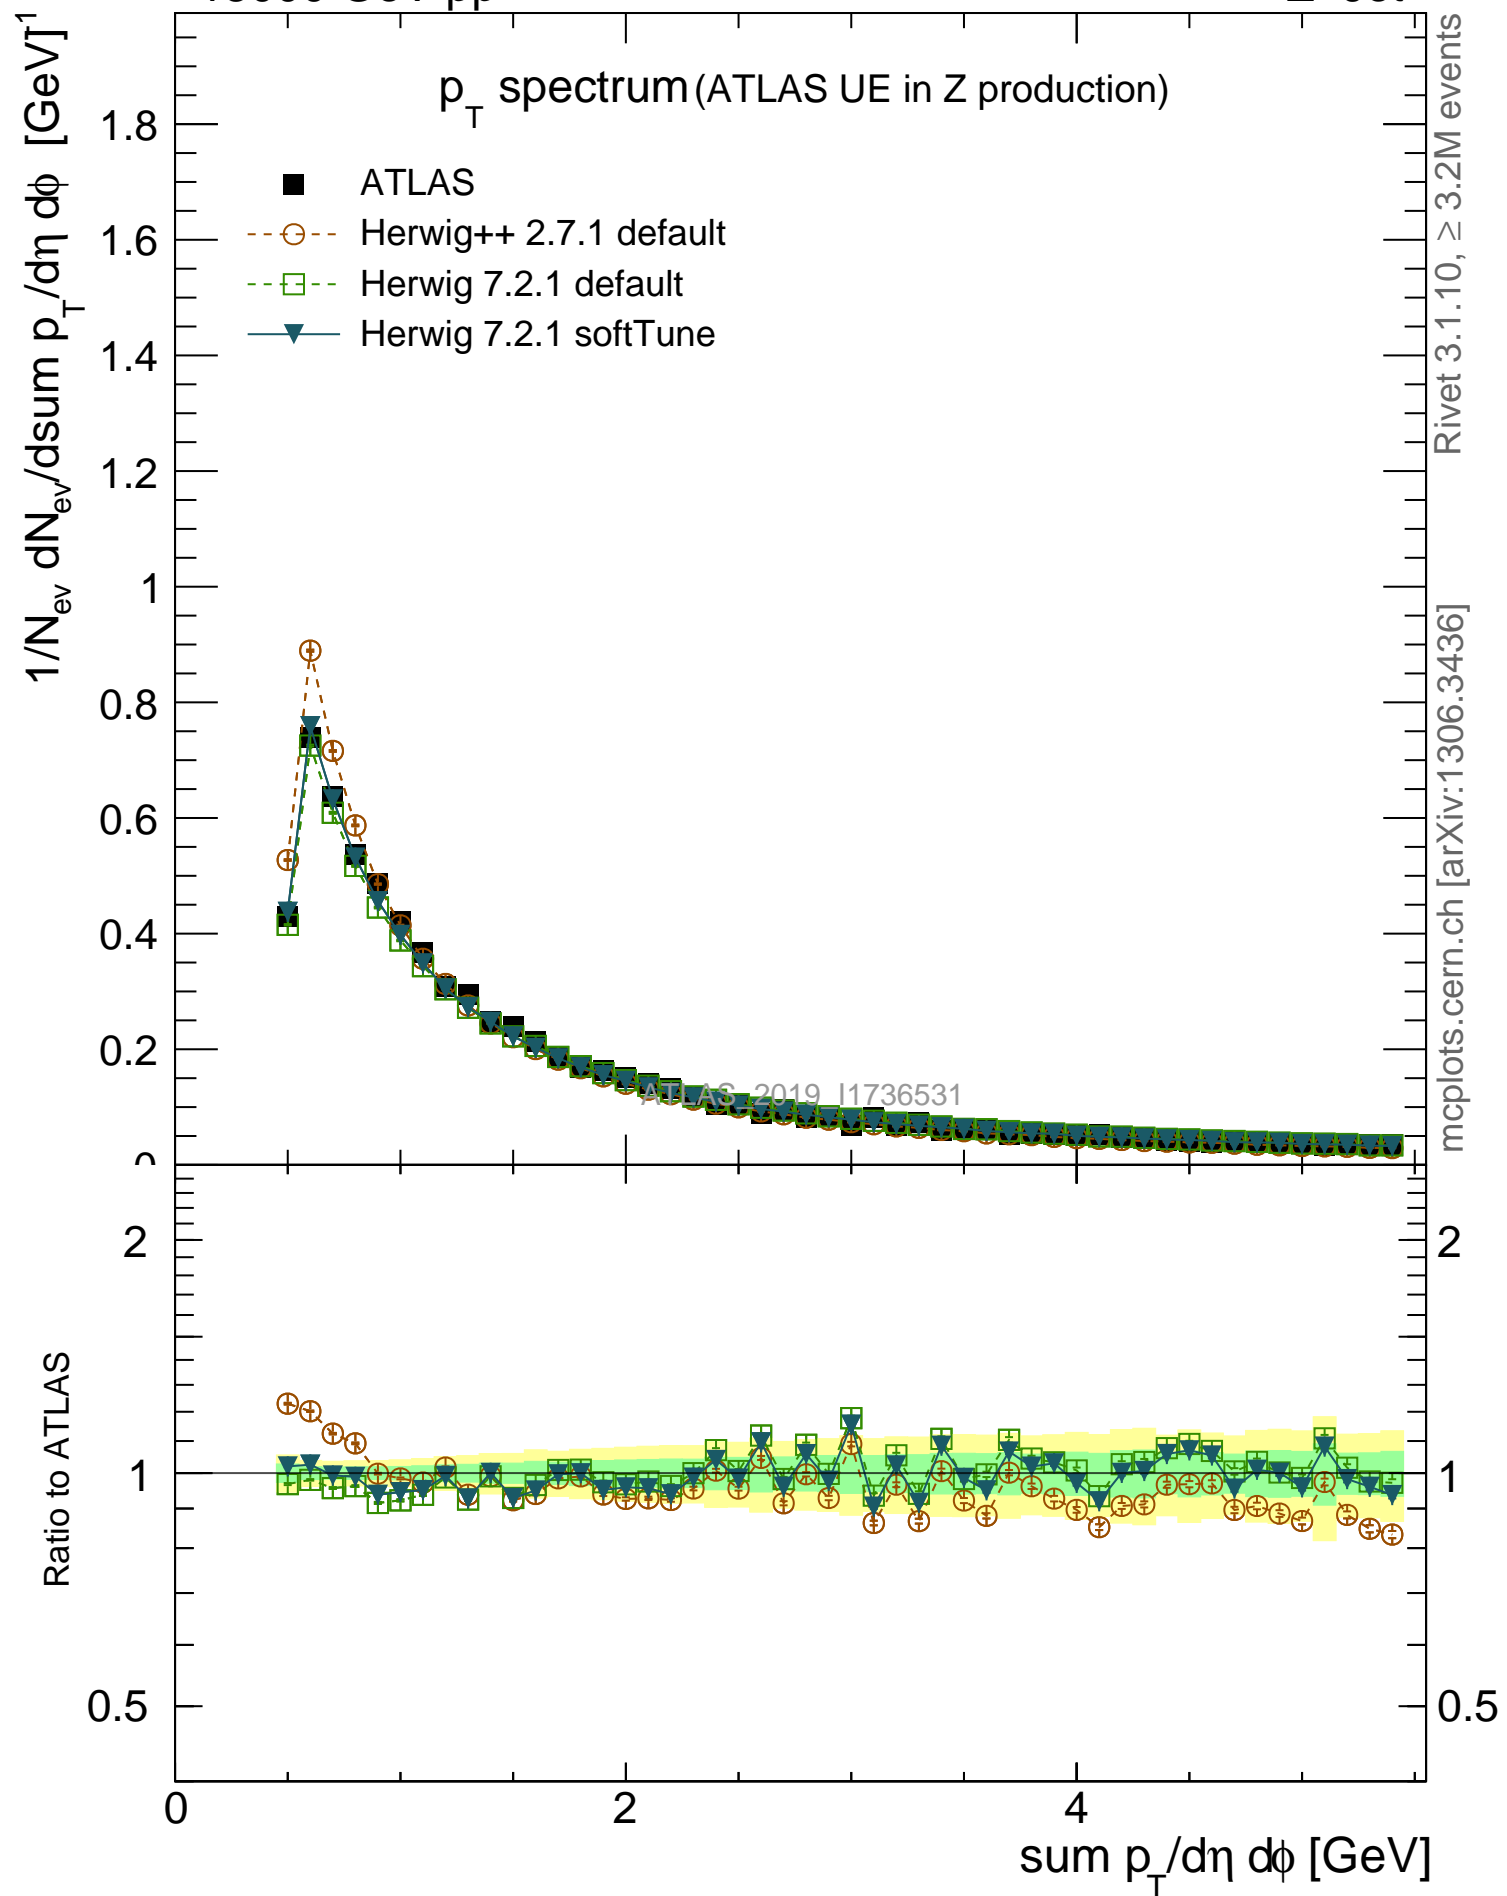 p_T spectrum (ATLAS UE in Z production)
ATLAS
Herwig++ 2.7.1 default
Herwig 7.2.1 default
Herwig 7.2.1 softTune
1/N_ev dN_ev/dsum p_T/dη dϕ [GeV]^-1
1.8
1.6
1.4
1.2
1
0.8
0.6
0.4
0.2
0
ATLAS_2019_I1736531
Rivet 3.1.10, ≥ 3.2M events
mcplots.cern.ch [arXiv:1306.3436]
Ratio to ATLAS
2
1
0.5
2
1
0.5
0
2
4
sum p_T/dη dϕ [GeV]